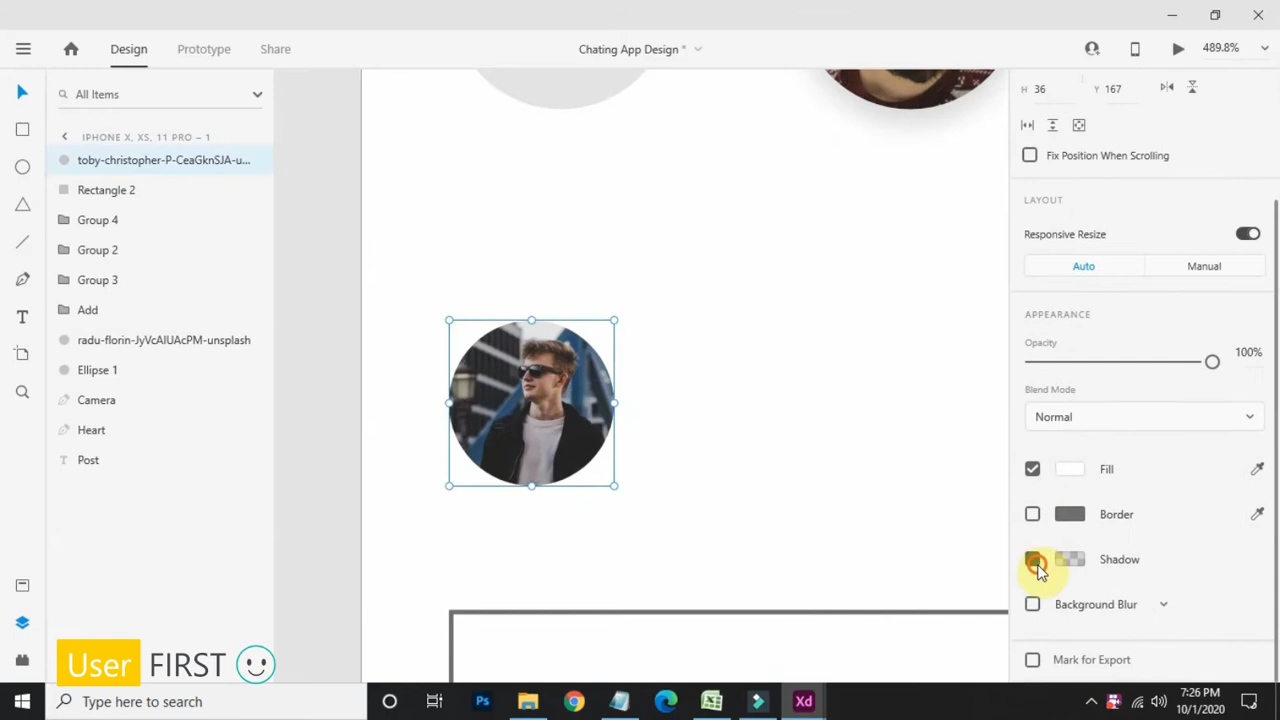 Design
Prototype
Share
Chating App Design *
489.8%
All Items
H 36
Y 167
IPHONE X, XS, 11 PRO – 1
toby-christopher-P-CeaGknSJA-u...
Fix Position When Scrolling
Rectangle 2
LAYOUT
Group 4
Responsive Resize
Group 2
Auto
Manual
Group 3
Add
APPEARANCE
radu-florin-JyVcAIUAcPM-unsplash
Opacity
100%
Ellipse 1
Blend Mode
Camera
Normal
Heart
Post
Fill
Border
Shadow
Background Blur
User FIRST
Mark for Export
Type here to search
Ps
Xd
7:26 PM
10/1/2020